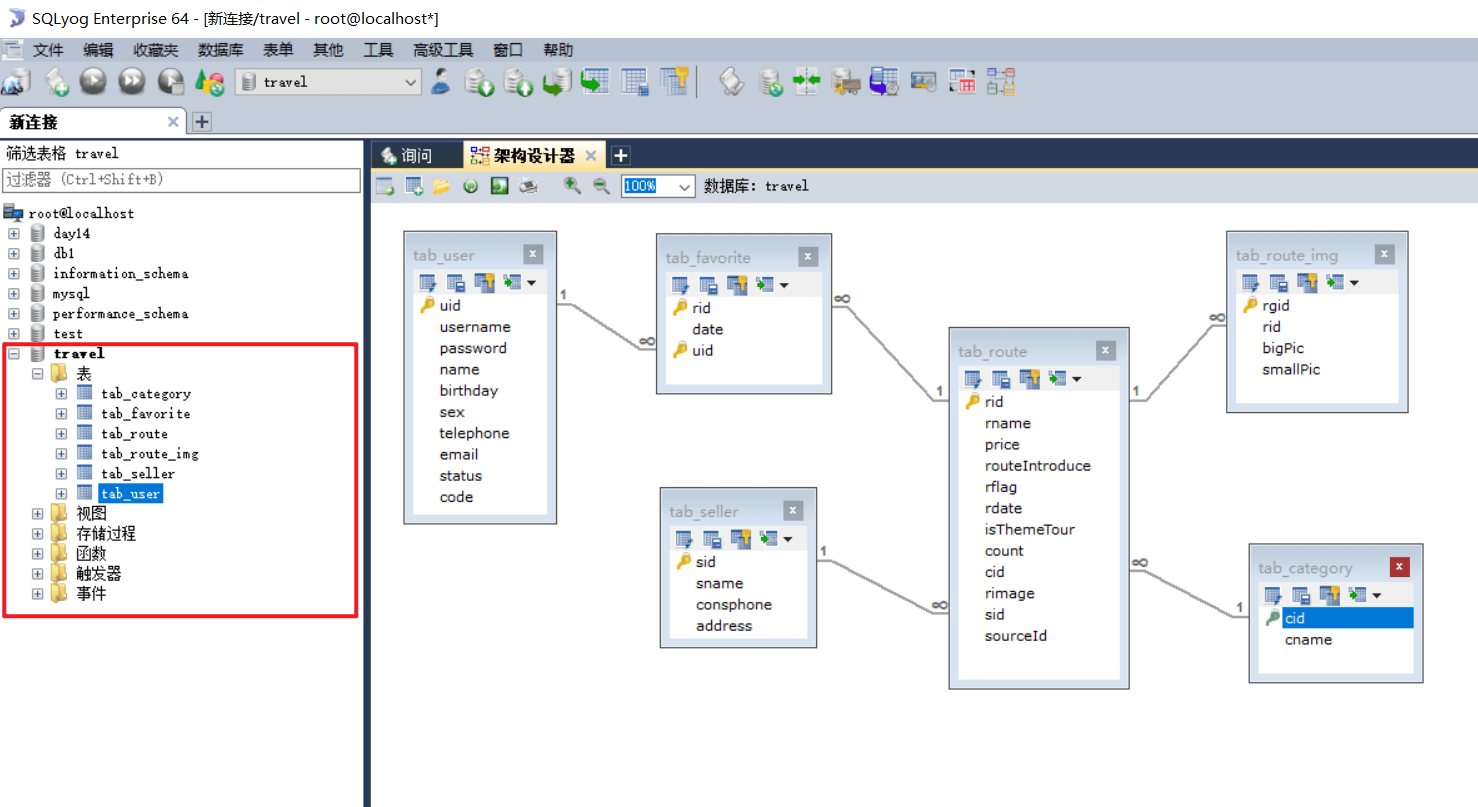 SQLyog Enterprise 64 - [新连接/travel - root@localhost*]
文件 编辑 收藏夹 数据库 表单 其他 工具 高级工具 窗口 帮助
travel
新连接
筛选表格 travel
过滤器 (Ctrl+Shift+B)
root@localhost
day14
db1
information_schema
mysql
performance_schema
test
travel
表
tab_category
tab_favorite
tab_route
tab_route_img
tab_seller
tab_user
视图
存储过程
函数
触发器
事件
询问 架构设计器
100% 数据库: travel
tab_user
uid
username
password
name
birthday
sex
telephone
email
status
code
1
∞
tab_favorite
rid
date
uid
∞
1
tab_seller
sid
sname
consphone
address
1
∞
tab_route
rid
rname
price
routeIntroduce
rflag
rdate
isThemeTour
count
cid
rimage
sid
sourceId
1
∞
tab_route_img
rgid
rid
bigPic
smallPic
∞
1
tab_category
cid
cname